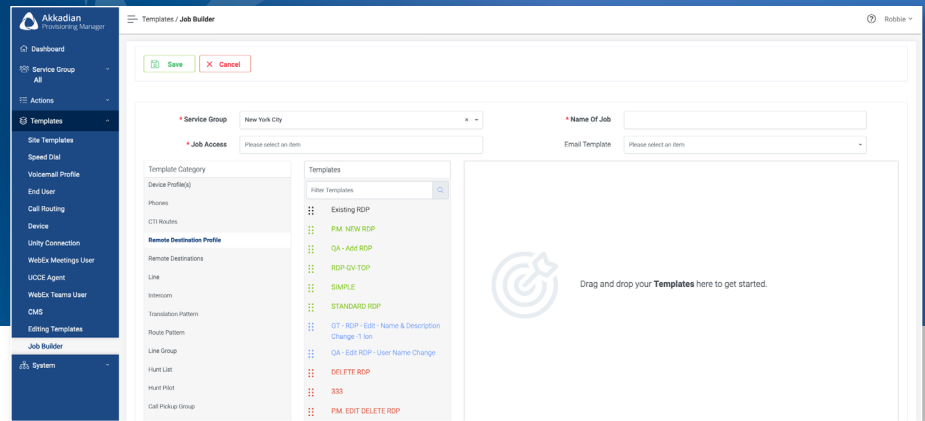 Akkadian
Provisioning Manager
Templates / Job Builder
Robbie
Dashboard
Service Group
All
Actions
Templates
Site Templates
Speed Dial
Voicemail Profile
End User
Call Routing
Device
Unity Connection
WebEx Meetings User
UCCE Agent
WebEx Teams User
CMS
Editing Templates
Job Builder
System
Save
Cancel
* Service Group
New York City
* Name Of Job
* Job Access
Please select an item
Email Template
Please select an item
Template Category
Device Profile(s)
Phones
CTI Routes
Remote Destination Profile
Remote Destinations
Line
Intercom
Translation Pattern
Route Pattern
Line Group
Hunt List
Hunt Pilot
Call Pickup Group
Templates
Filter Templates
Existing RDP
P.M. NEW RDP
QA - Add RDP
RDP-GV-TOP
SIMPLE
STANDARD RDP
GT - RDP - Edit - Name & Description
Change -1 lon
QA - Edit RDP - User Name Change
DELETE RDP
333
P.M. EDIT DELETE RDP
Drag and drop your Templates here to get started.